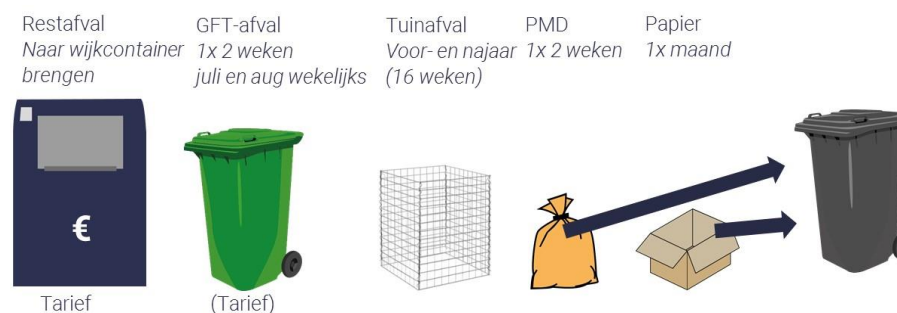 Restafval
Naar wijkcontainer
brengen
GFT-afval
1x 2 weken
juli en aug wekelijks
Tuinafval
Voor- en najaar
(16 weken)
PMD
1x 2 weken
Papier
1x maand
€
Tarief
(Tarief)